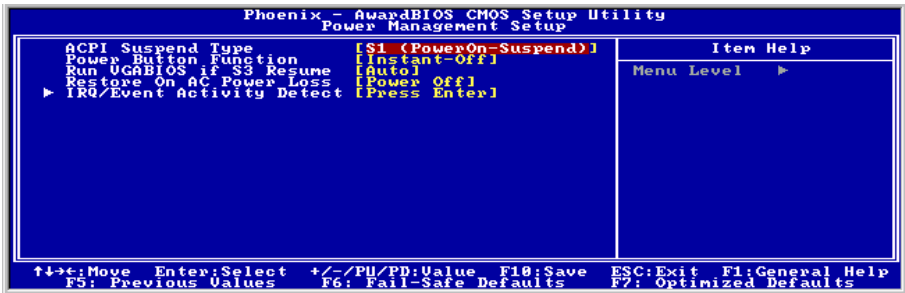 Phoenix - AwardBIOS CMOS Setup Utility
Power Management Setup
ACPI Suspend Type [S1 (PowerOn-Suspend)]
Power Button Function [Instant-Off]
Run VGABIOS if S3 Resume [Auto]
Restore On AC Power Loss [Power Off]
► IRQ/Event Activity Detect [Press Enter]
Item Help
Menu Level ►
↑↓→←:Move Enter:Select +/-/PU/PD:Value F10:Save ESC:Exit F1:General Help
F5: Previous Values F6: Fail-Safe Defaults F7: Optimized Defaults